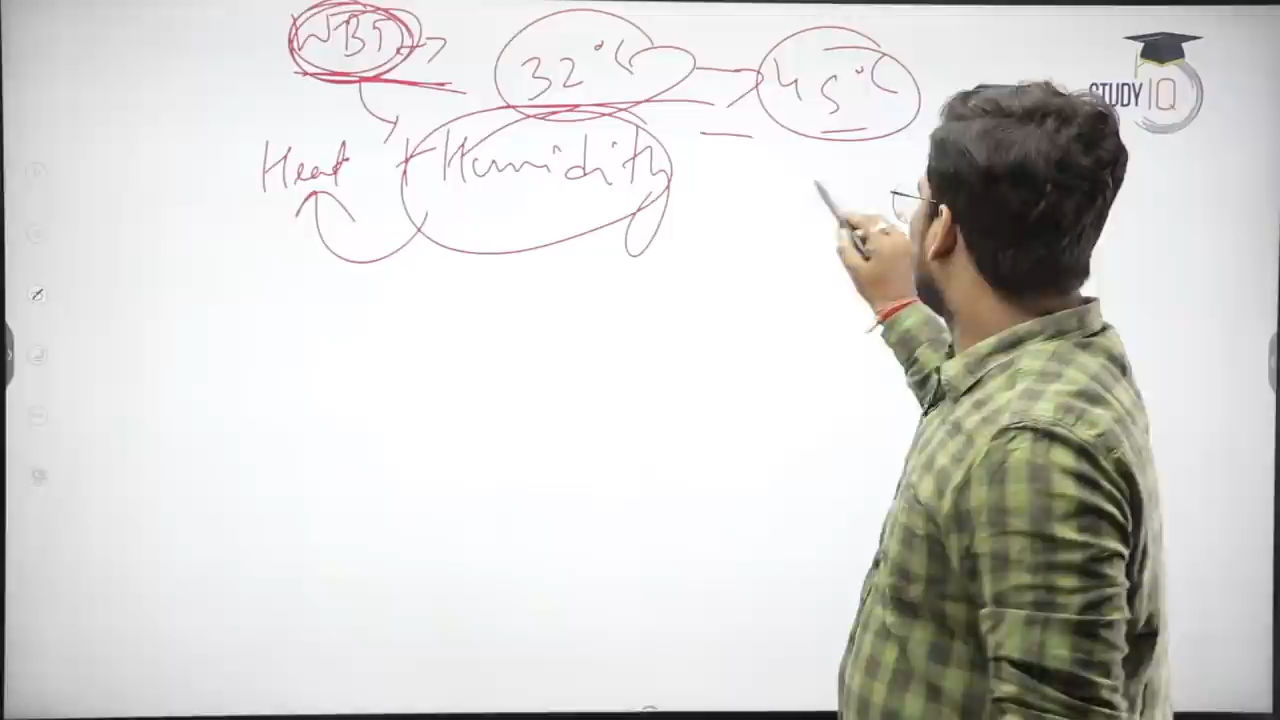 WBT → 32°C → 45°C
Heat + Humidity
STUDY IQ